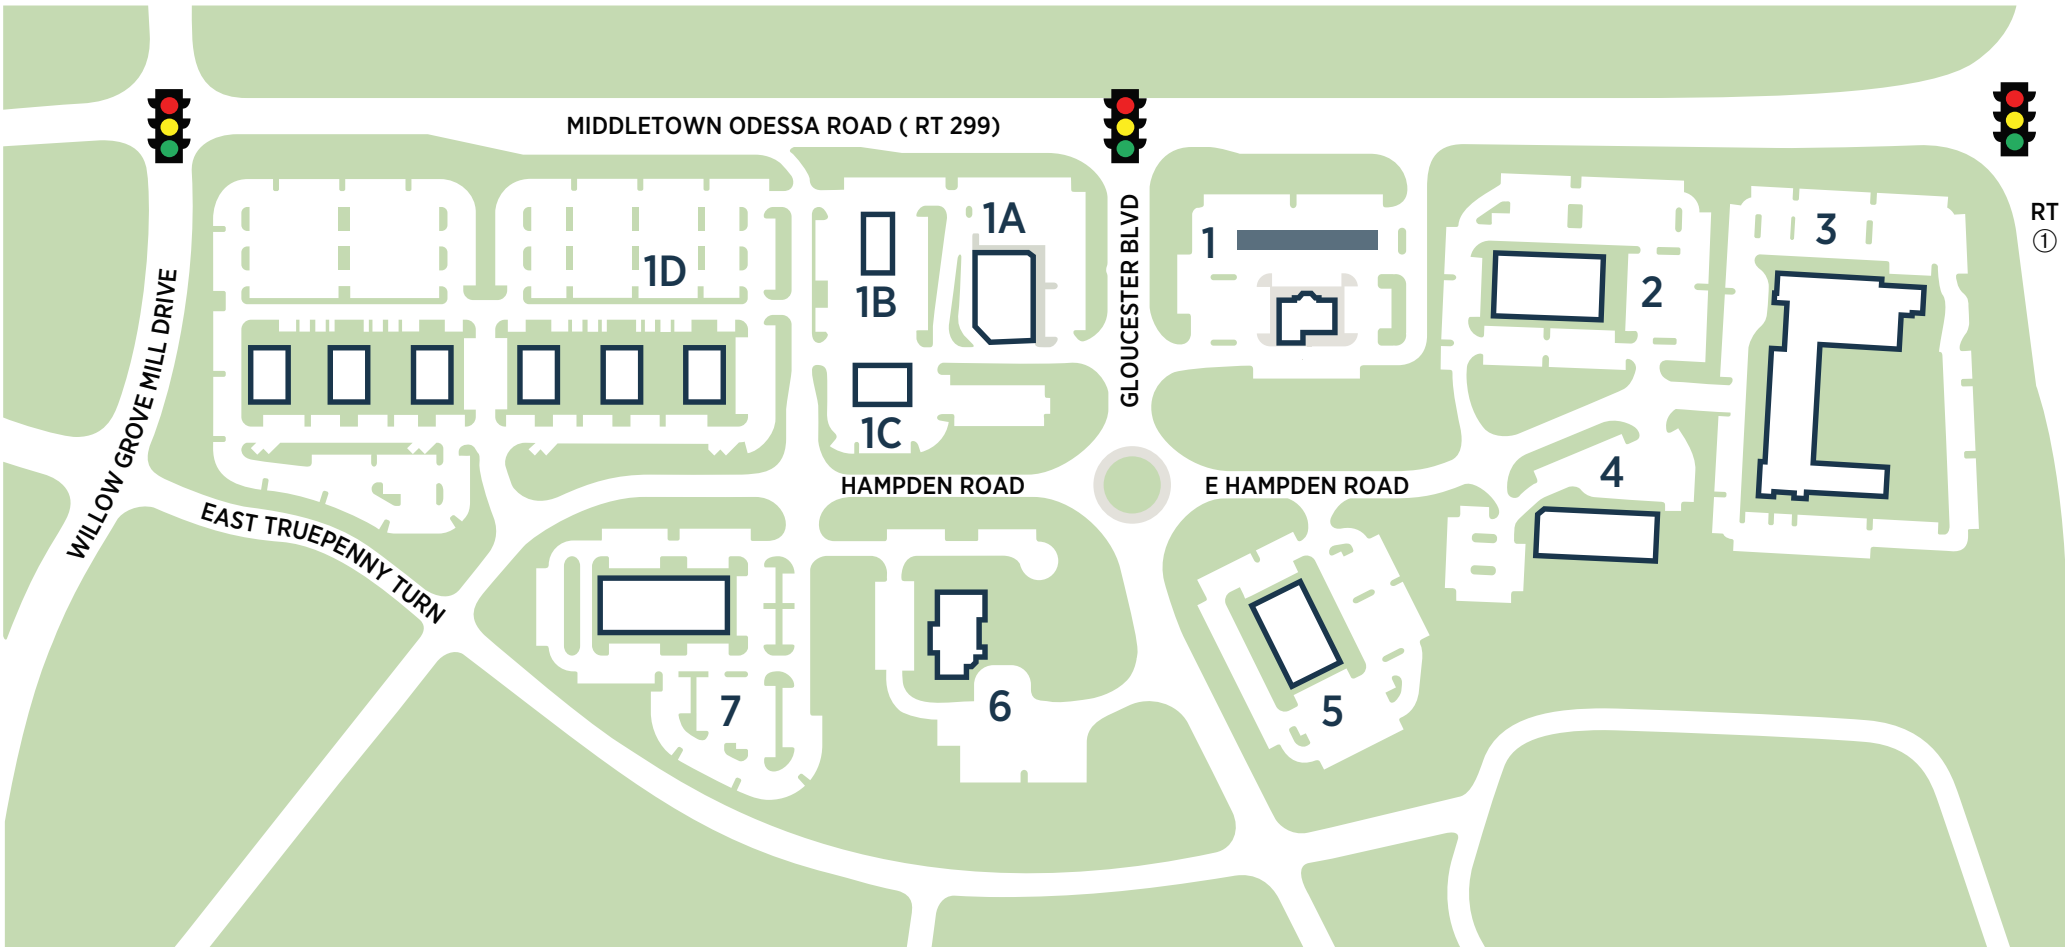 MIDDLETOWN ODESSA ROAD ( RT 299)
WILLOW GROVE MILL DRIVE
GLOUCESTER BLVD
RT
①
1A
1
3
1D
1B
2
1C
4
HAMPDEN ROAD
E HAMPDEN ROAD
EAST TRUEPENNY TURN
7
6
5